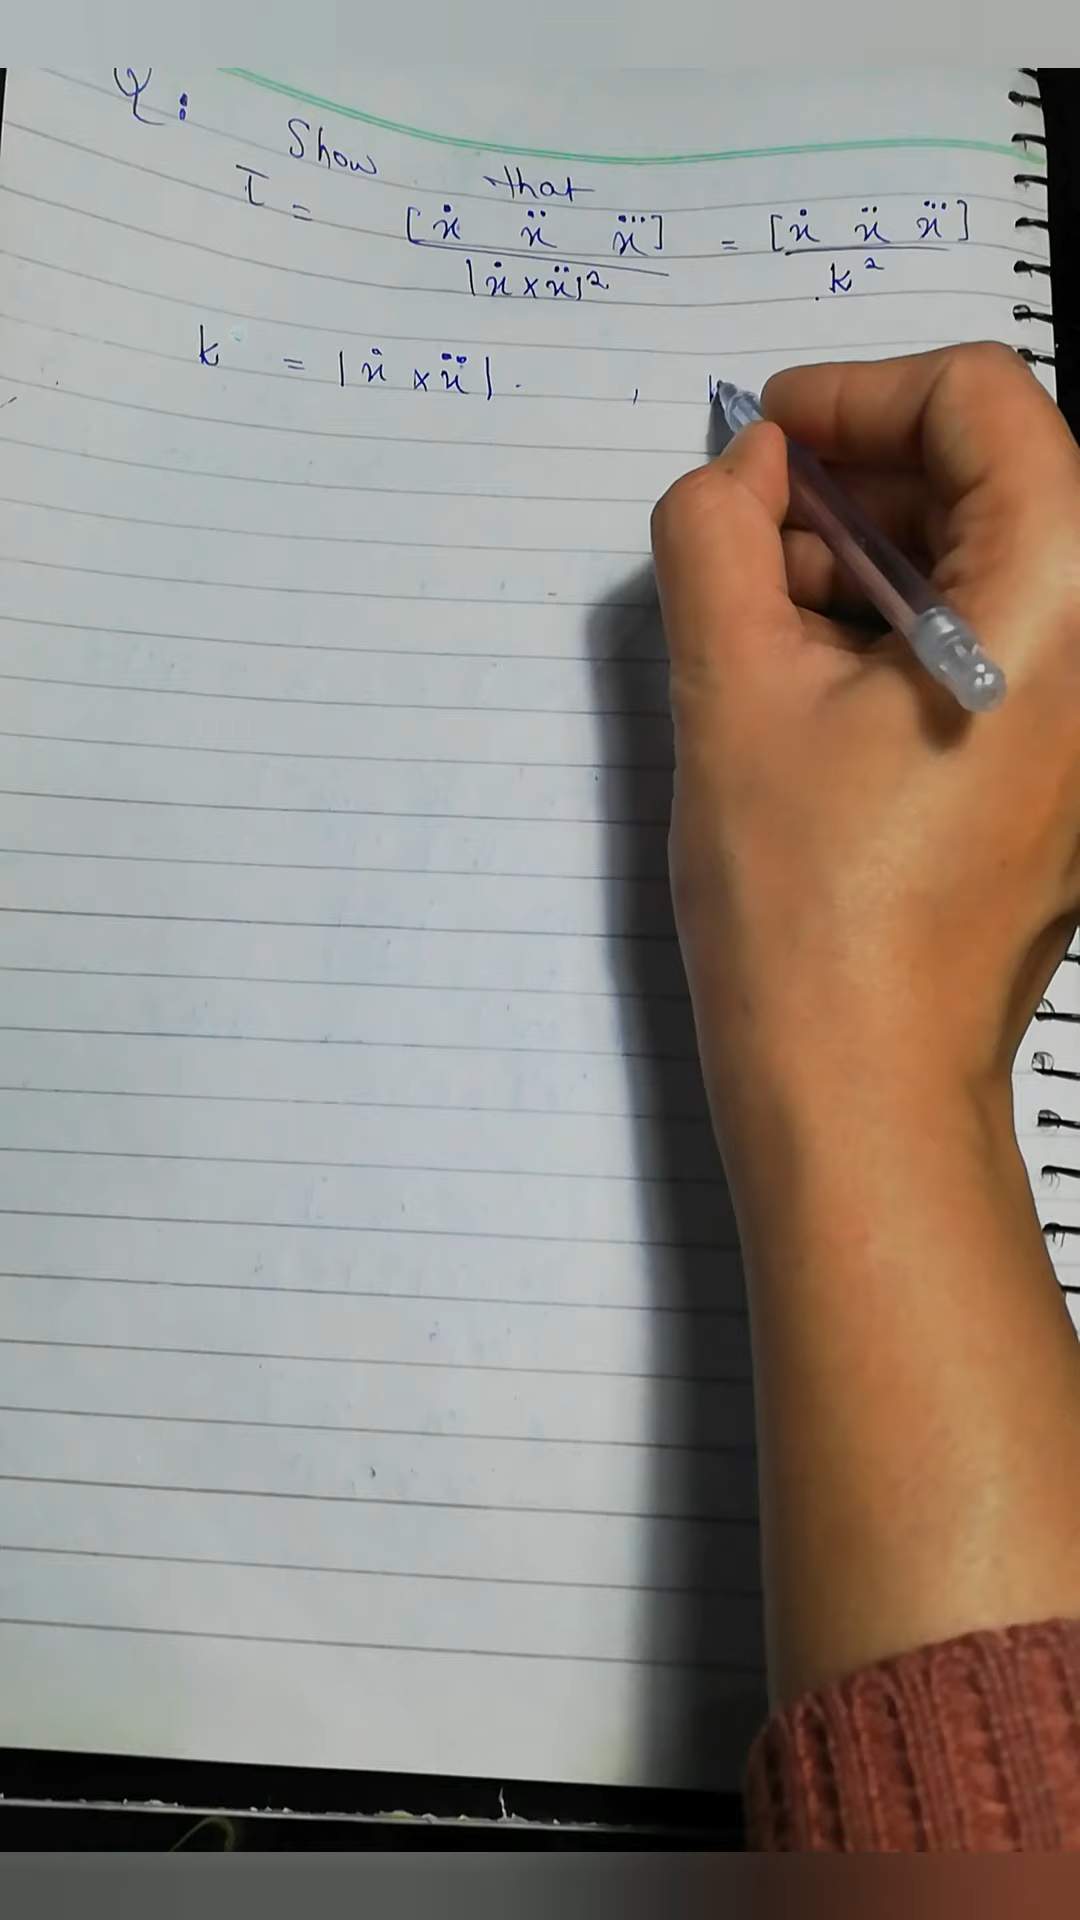 Q:
Show that
τ = [ẋ ẍ x⃛] / |ẋ × ẍ|² = [ẋ ẍ x⃛] / k²
k = |ẋ × ẍ|. ,